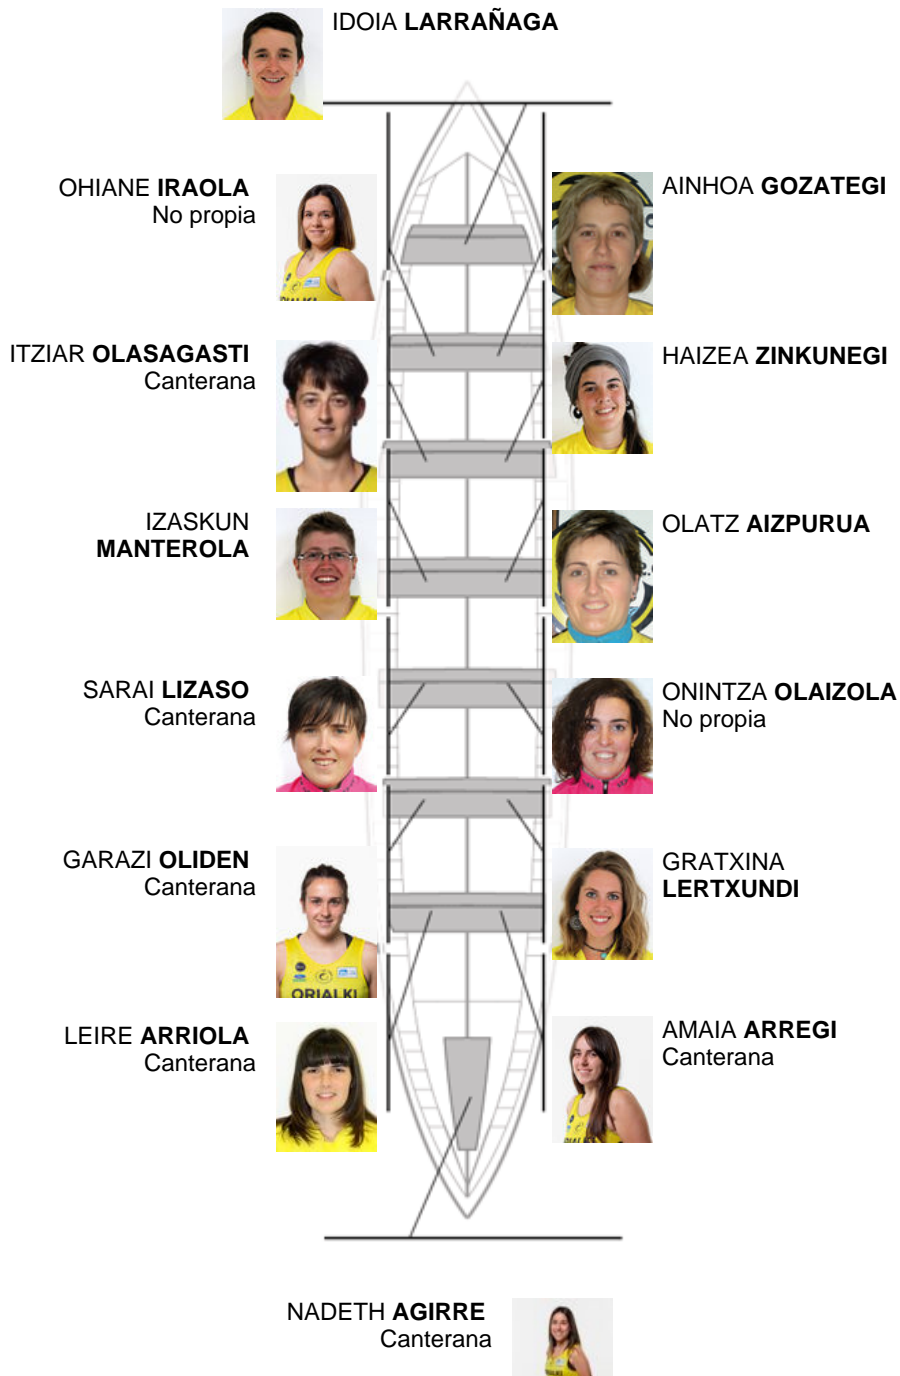 IDOIA LARRAÑAGA
OHIANE IRAOLA
No propia
AINHOA GOZATEGI
ITZIAR OLASAGASTI
Canterana
HAIZEA ZINKUNEGI
IZASKUN
MANTEROLA
OLATZ AIZPURUA
SARAI LIZASO
Canterana
ONINTZA OLAIZOLA
No propia
GARAZI OLIDEN
Canterana
GRATXINA
LERTXUNDI
ORIALKI
LEIRE ARRIOLA
Canterana
AMAIA ARREGI
Canterana
NADETH AGIRRE
Canterana